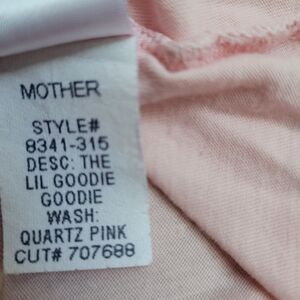 MOTHER
STYLE#
8341-315
DESC: THE
LIL GOODIE
GOODIE
WASH:
QUARTZ PINK
CUT# 707688